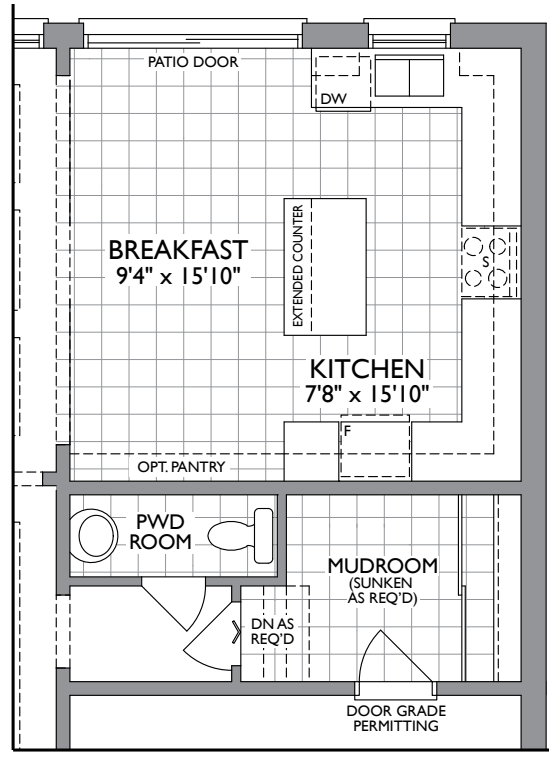 PATIO DOOR
DW
BREAKFAST
9'4" x 15'10"
EXTENDED COUNTER
S
KITCHEN
7'8" x 15'10"
F
OPT. PANTRY
PWD
ROOM
MUDROOM
(SUNKEN
AS REQ'D)
DN AS
REQ'D
DOOR GRADE
PERMITTING